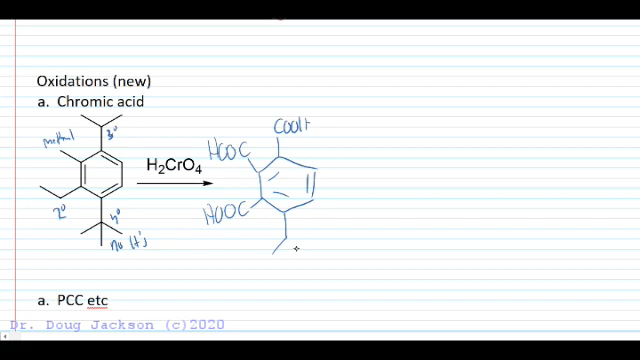 Oxidations (new)
a. Chromic acid
methyl 3°
2° 4°
no H's
H₂CrO₄
COOH
HOOC
HOOC
a. PCC etc
Dr. Doug Jackson (c)2020